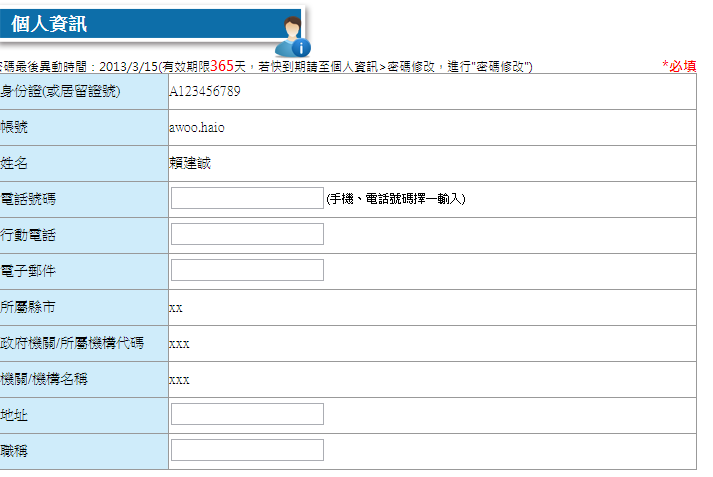 個人資訊
密碼最後異動時間：2013/3/15(有效期限365天，若快到期請至個人資訊>密碼修改，進行"密碼修改")
*必填
身份證(或居留證號) A123456789
帳號 awoo.haio
姓名 賴建誠
電話號碼 (手機、電話號碼擇一輸入)
行動電話
電子郵件
所屬縣市 xx
政府機關/所屬機構代碼 xxx
機關/機構名稱 xxx
地址
職稱